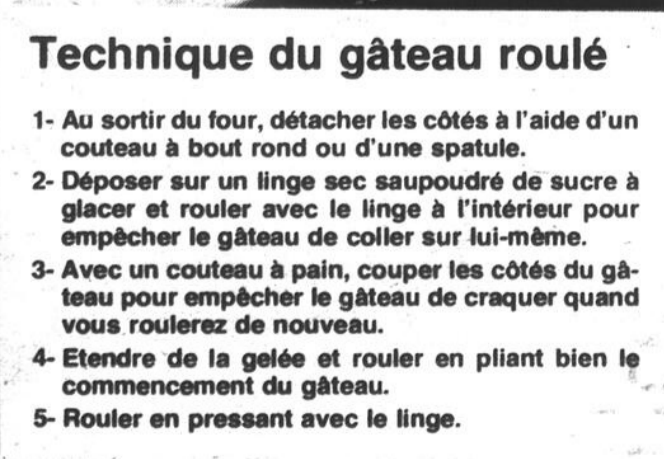 Technique du gâteau roulé
1- Au sortir du four, détacher les côtés à l'aide d'un
couteau à bout rond ou d'une spatule.
2- Déposer sur un linge sec saupoudré de sucre à
glacer et rouler avec le linge à l'intérieur pour
empêcher le gâteau de coller sur lui-même.
3- Avec un couteau à pain, couper les côtés du gâ-
teau pour empêcher le gâteau de craquer quand
vous roulerez de nouveau.
4- Etendre de la gelée et rouler en pliant bien le
commencement du gâteau.
5- Rouler en pressant avec le linge.